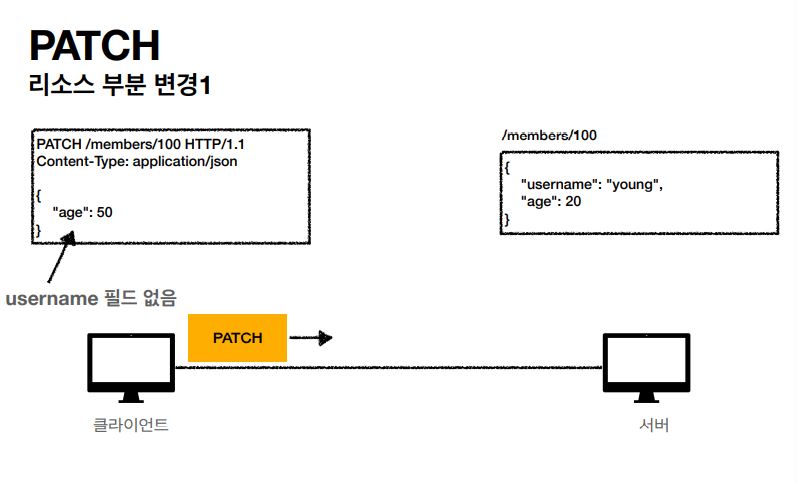 PATCH
리소스 부분 변경1
PATCH /members/100 HTTP/1.1
Content-Type: application/json
{
"age": 50
}
username 필드 없음
/members/100
{
"username": "young",
"age": 20
}
PATCH
클라이언트
서버